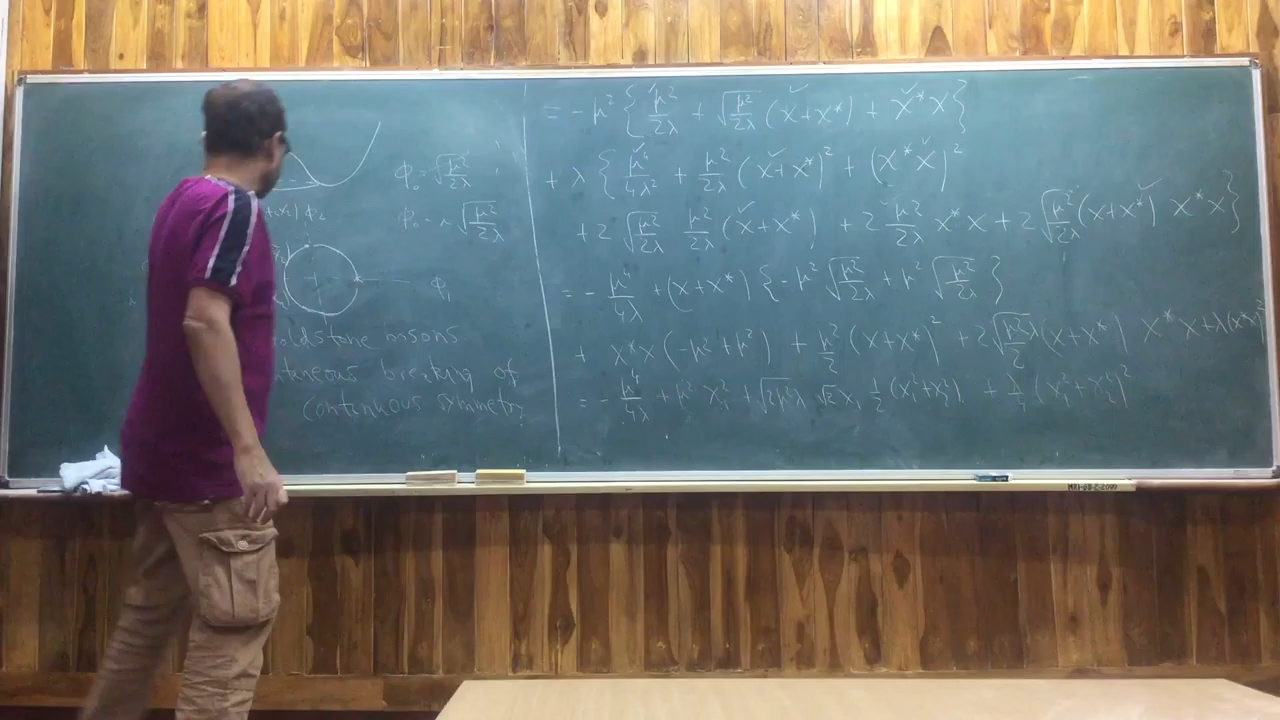 ϕ₀ = √(μ²/2λ)
+x₂) ϕ₂
ϕ₀ = √(μ²/2λ)
ϕ₁
oldstone bosons
ntaneous breaking of
continuous symmetry
= -μ² { μ²/2λ + √(μ²/2λ) (χ+χ*) + χ*χ }
+ λ { μ⁴/4λ² + μ²/2λ (χ+χ*)² + (χ*χ)²
+ 2 √(μ²/2λ) μ²/2λ (χ+χ*) + 2 μ²/2λ χ*χ + 2 √(μ²/2λ) (χ+χ*) χ*χ }
= - μ⁴/4λ + (χ+χ*) { -μ² √(μ²/2λ) + μ² √(μ²/2λ) }
+ χ*χ (-μ²+μ²) + μ²/2 (χ+χ*)² + 2 √(μ²/2) λ (χ+χ*) χ*χ + λ(χ*χ)²
= - μ⁴/4λ + μ² χ₁² + √(2μ²λ) √2 χ₁ 1/2 (χ₁²+χ₂²) + λ/4 (χ₁²+χ₂²)²